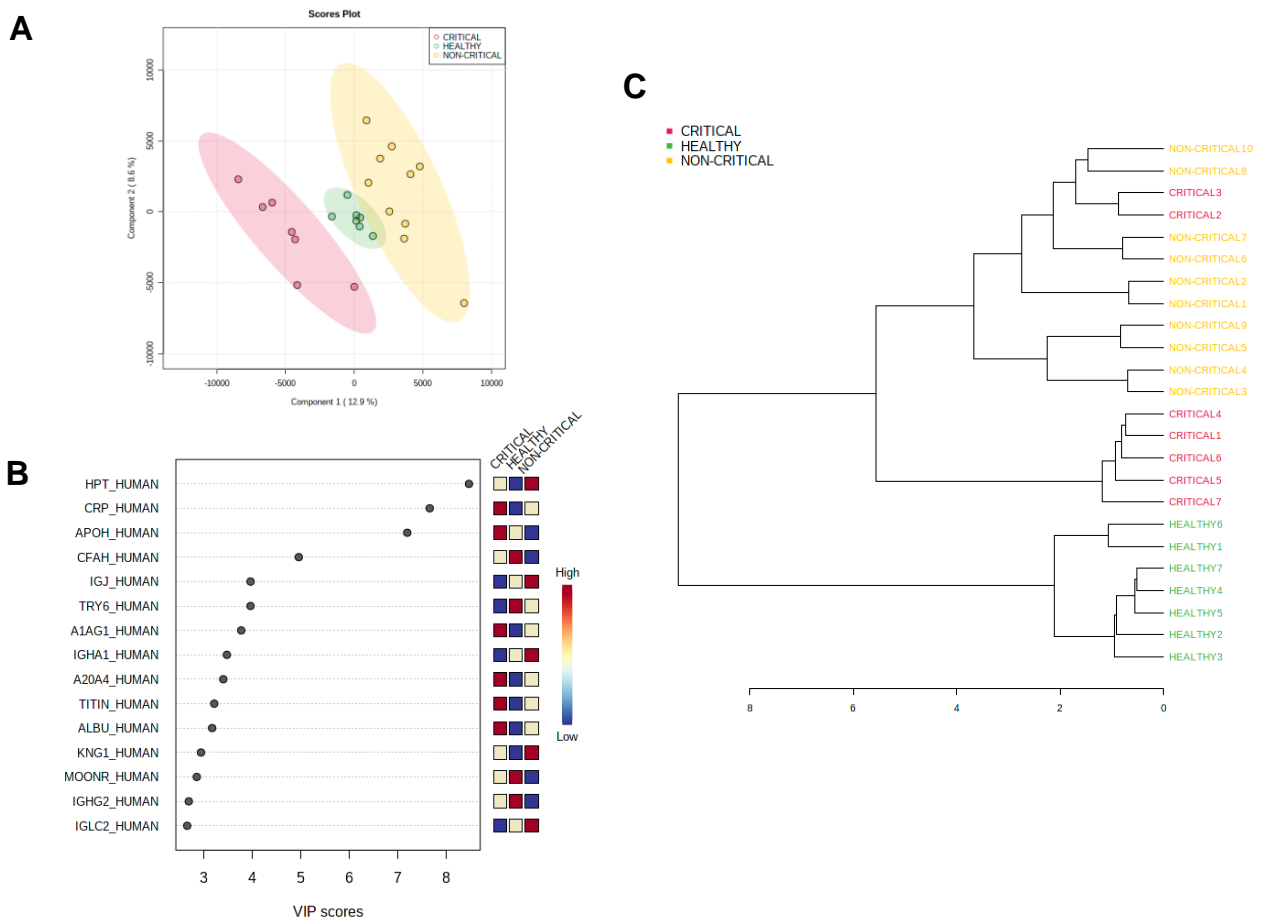 A
Scores Plot
CRITICAL
HEALTHY
NON-CRITICAL
Component 2 ( 8.6 %)
10000
5000
0
-5000
-10000
-10000 -5000 0 5000 10000
Component 1 ( 12.9 %)
B
CRITICAL
HEALTHY
NON-CRITICAL
HPT_HUMAN
CRP_HUMAN
APOH_HUMAN
CFAH_HUMAN
IGJ_HUMAN
TRY6_HUMAN
A1AG1_HUMAN
IGHA1_HUMAN
A20A4_HUMAN
TITIN_HUMAN
ALBU_HUMAN
KNG1_HUMAN
MOONR_HUMAN
IGHG2_HUMAN
IGLC2_HUMAN
3 4 5 6 7 8
VIP scores
High
Low
C
CRITICAL
HEALTHY
NON-CRITICAL
NON-CRITICAL10
NON-CRITICAL8
CRITICAL3
CRITICAL2
NON-CRITICAL7
NON-CRITICAL6
NON-CRITICAL2
NON-CRITICAL1
NON-CRITICAL9
NON-CRITICAL5
NON-CRITICAL4
NON-CRITICAL3
CRITICAL4
CRITICAL1
CRITICAL6
CRITICAL5
CRITICAL7
HEALTHY6
HEALTHY1
HEALTHY7
HEALTHY4
HEALTHY5
HEALTHY2
HEALTHY3
8 6 4 2 0